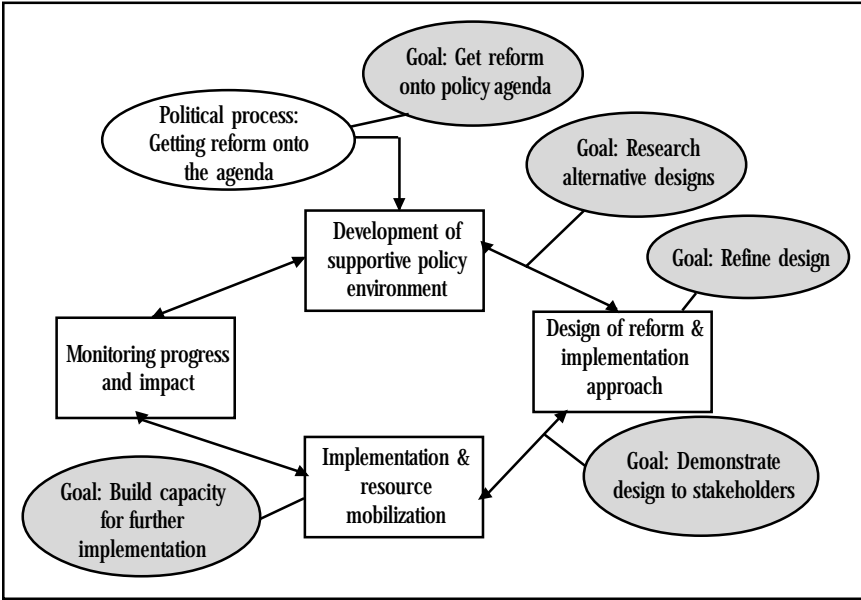 Goal: Get reform
onto policy agenda
Political process:
Getting reform onto
the agenda
Goal: Research
alternative designs
Development of
supportive policy
environment
Goal: Refine design
Monitoring progress
and impact
Design of reform &
implementation
approach
Implementation &
resource
mobilization
Goal: Demonstrate
design to stakeholders
Goal: Build capacity
for further
implementation